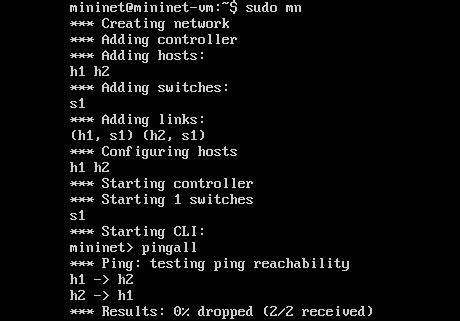 mininet@mininet-vm:~$ sudo mn
*** Creating network
*** Adding controller
*** Adding hosts:
h1 h2
*** Adding switches:
s1
*** Adding links:
(h1, s1) (h2, s1)
*** Configuring hosts
h1 h2
*** Starting controller
*** Starting 1 switches
s1
*** Starting CLI:
mininet> pingall
*** Ping: testing ping reachability
h1 -> h2
h2 -> h1
*** Results: 0% dropped (2/2 received)